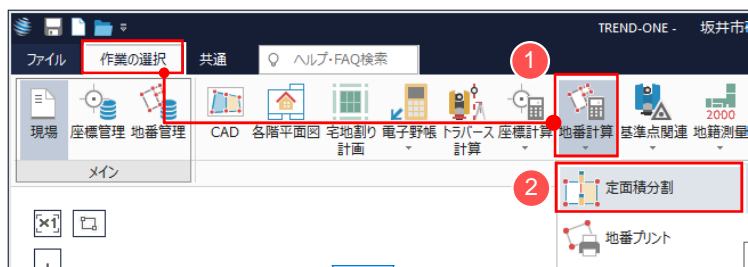 TREND-ONE - 坂井市
ファイル 作業の選択 共通 ヘルプ・FAQ検索
1
現場 座標管理 地番管理 CAD 各階平面図 宅地割り計画 電子野帳 トラバース計算 座標計算 地番計算 基準点関連 地籍測量
2000
メイン
2 定面積分割
×1
地番プリント